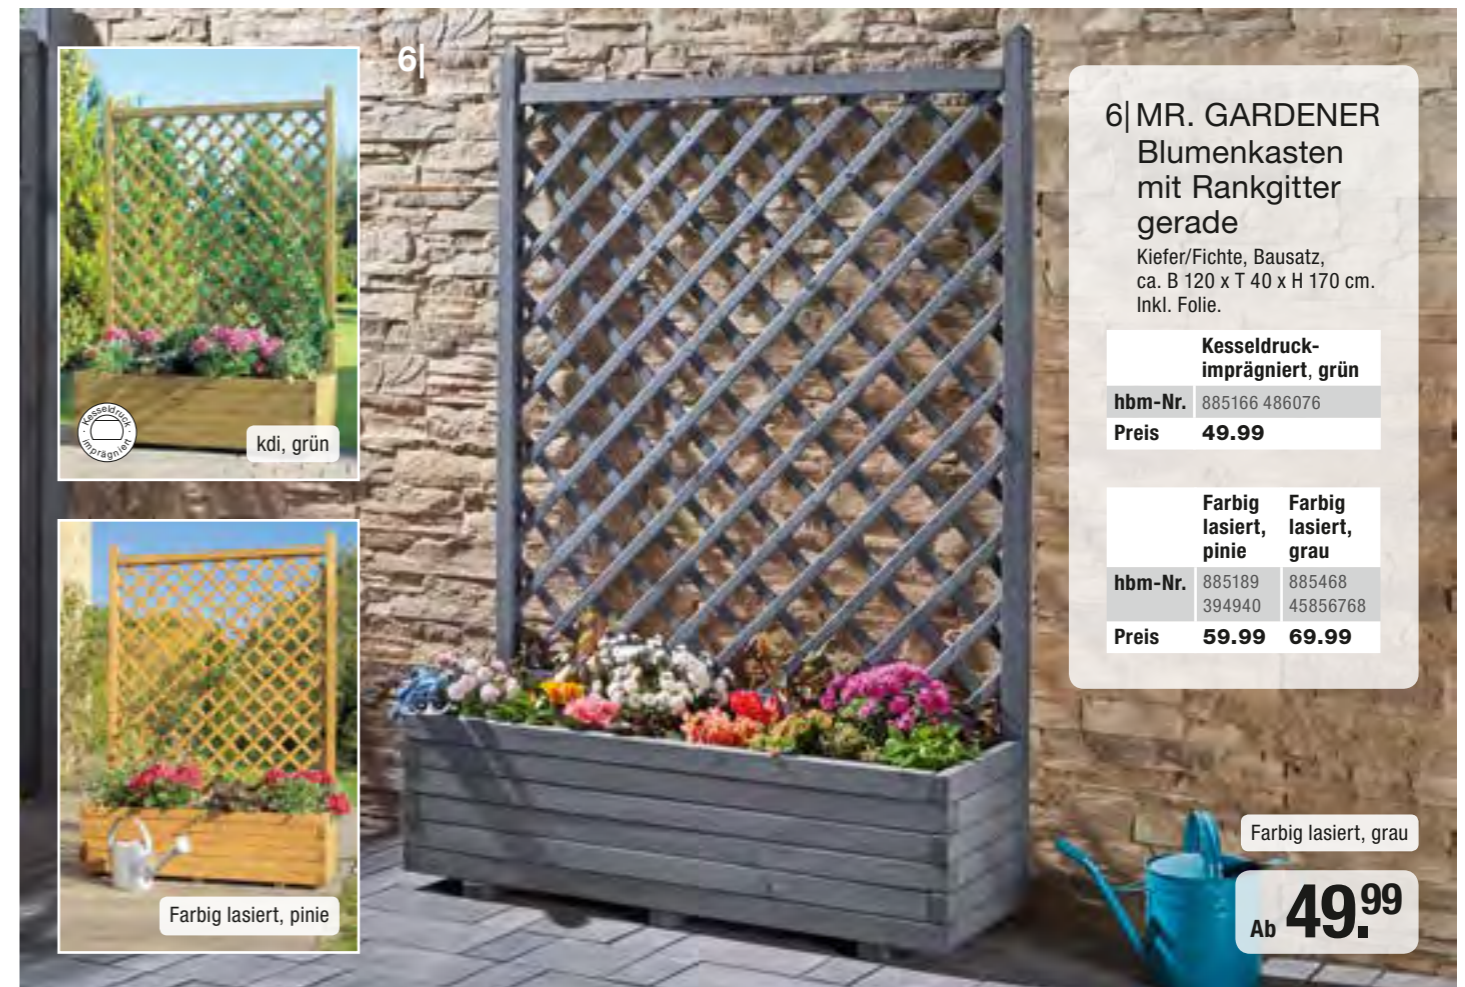 6|
6| MR. GARDENER
Blumenkasten
mit Rankgitter
gerade
Kiefer/Fichte, Bausatz,
ca. B 120 x T 40 x H 170 cm.
Inkl. Folie.
Kesseldruck-
imprägniert, grün
hbm-Nr. 885166 486076
Preis 49.99
Farbig Farbig
lasiert, lasiert,
pinie grau
hbm-Nr. 885189 885468
394940 45856768
Preis 59.99 69.99
Kesseldruck
imprägniert
kdi, grün
Farbig lasiert, pinie
Farbig lasiert, grau
Ab 49.99